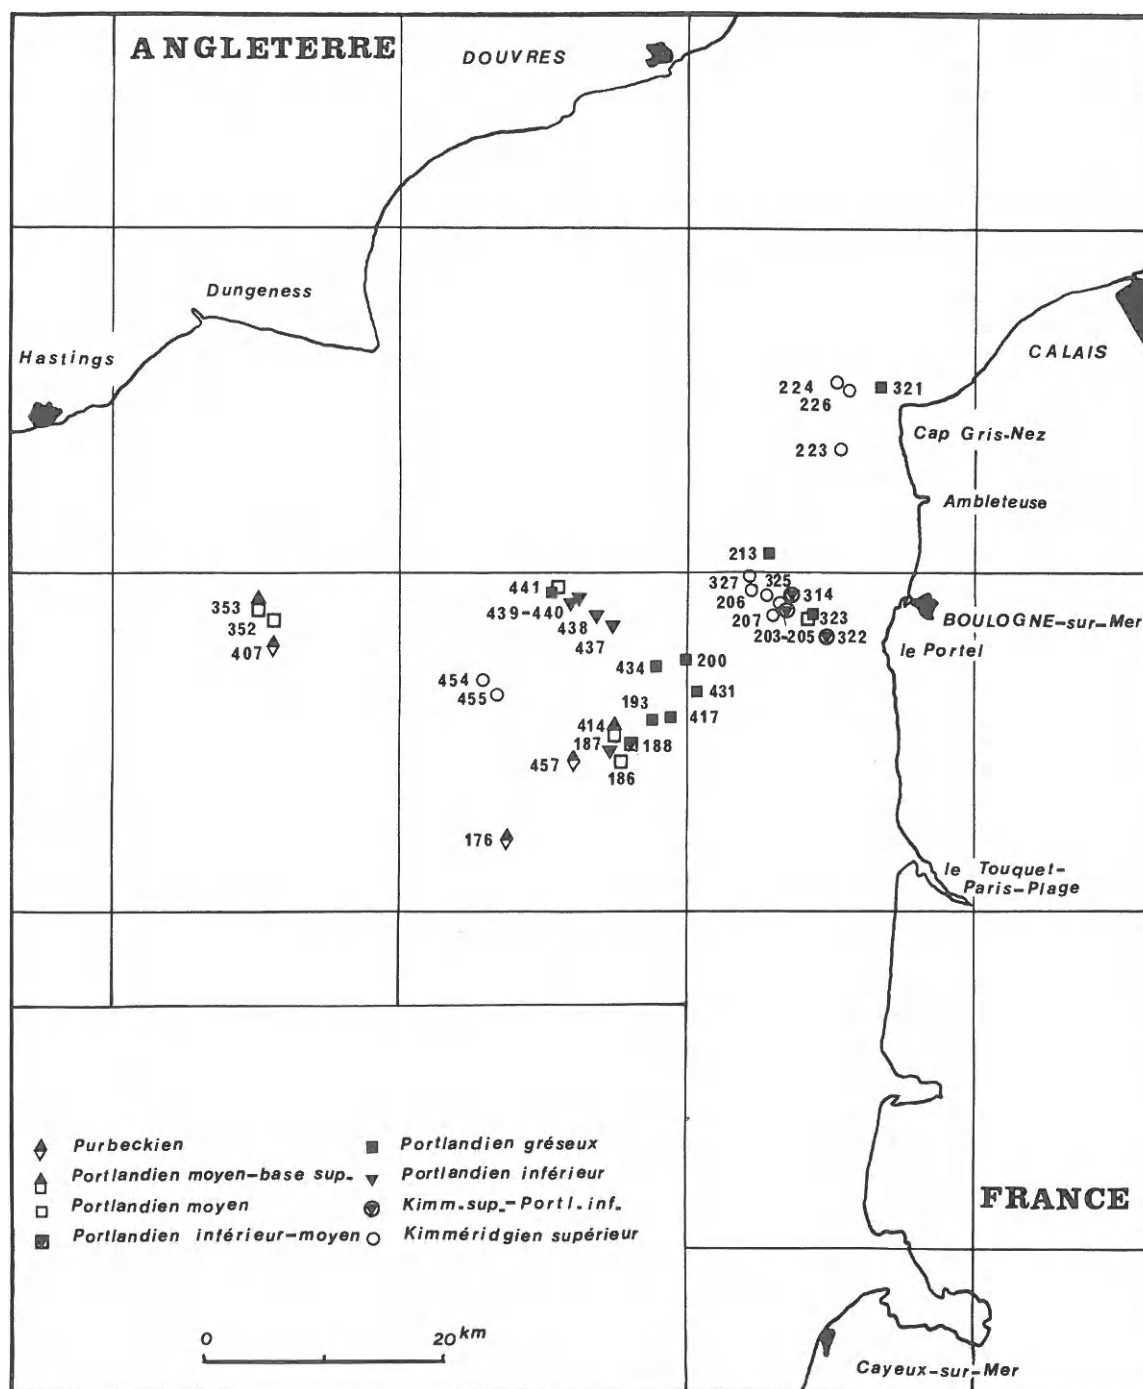 ANGLETERRE
DOUVRES
Dungeness
Hastings
CALAIS
224
321
226
Cap Gris-Nez
223
Ambleteuse
213
327
325
314
441
353
206
439-440
323
BOULOGNE-sur-Mer
352
438
207
203-205
322
407
437
le Portel
434
200
454
455
431
193
417
414
187
188
457
186
176
le Touquet-
Paris-Plage
Purbeckien
Portlandien gréseux
Portlandien moyen-base sup.
Portlandien inférieur
Portlandien moyen
Kimm.sup.-Portl.inf.
Portlandien inférieur-moyen
Kimméridgien supérieur
FRANCE
0
20 km
Cayeux-sur-Mer